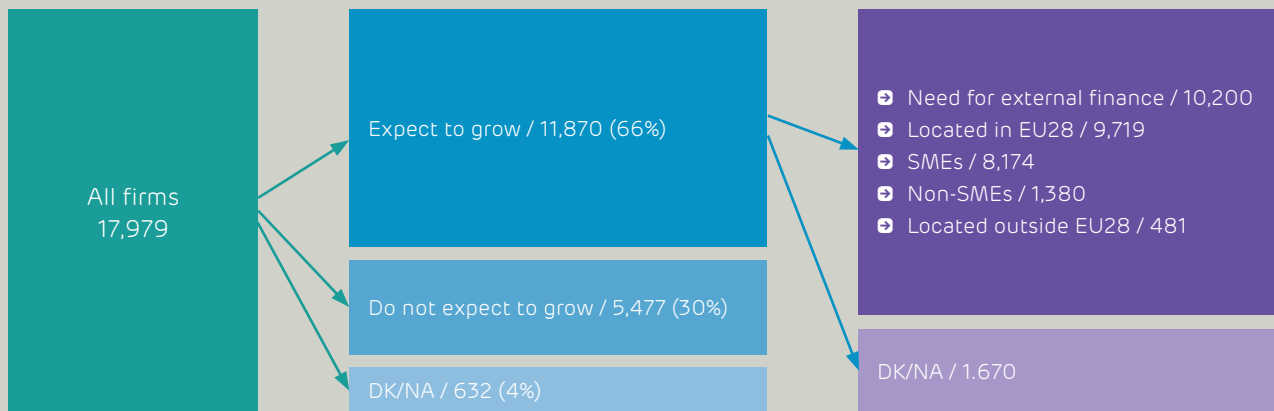 All firms
17,979
Expect to grow / 11,870 (66%)
Do not expect to grow / 5,477 (30%)
DK/NA / 632 (4%)
Need for external finance / 10,200
Located in EU28 / 9,719
SMEs / 8,174
Non-SMEs / 1,380
Located outside EU28 / 481
DK/NA / 1.670